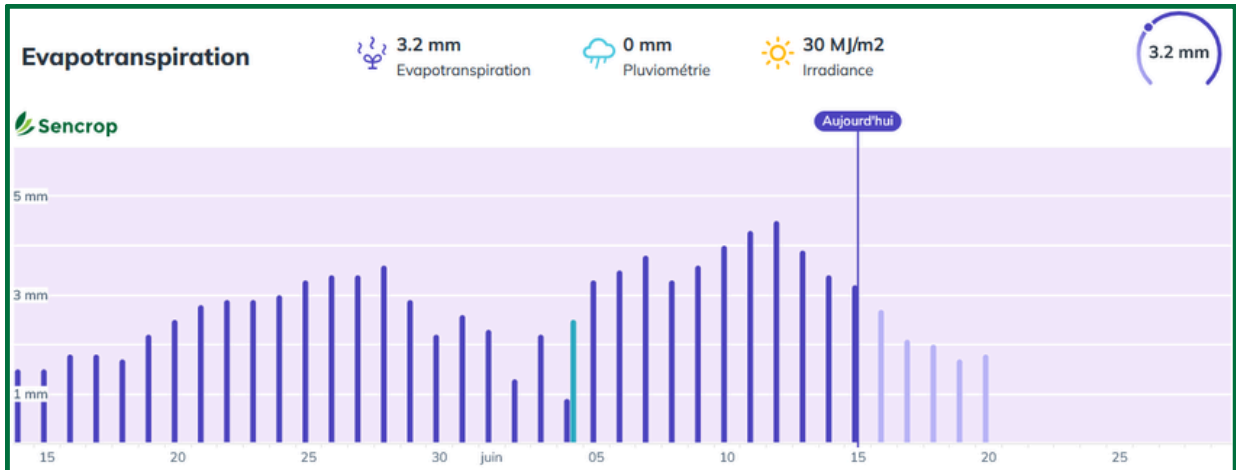 Evapotranspiration
3.2 mm
Evapotranspiration
0 mm
Pluviométrie
30 MJ/m2
Irradiance
3.2 mm
Sencrop
Aujourd'hui
5 mm
3 mm
1 mm
15 20 25 30 juin 05 10 15 20 25